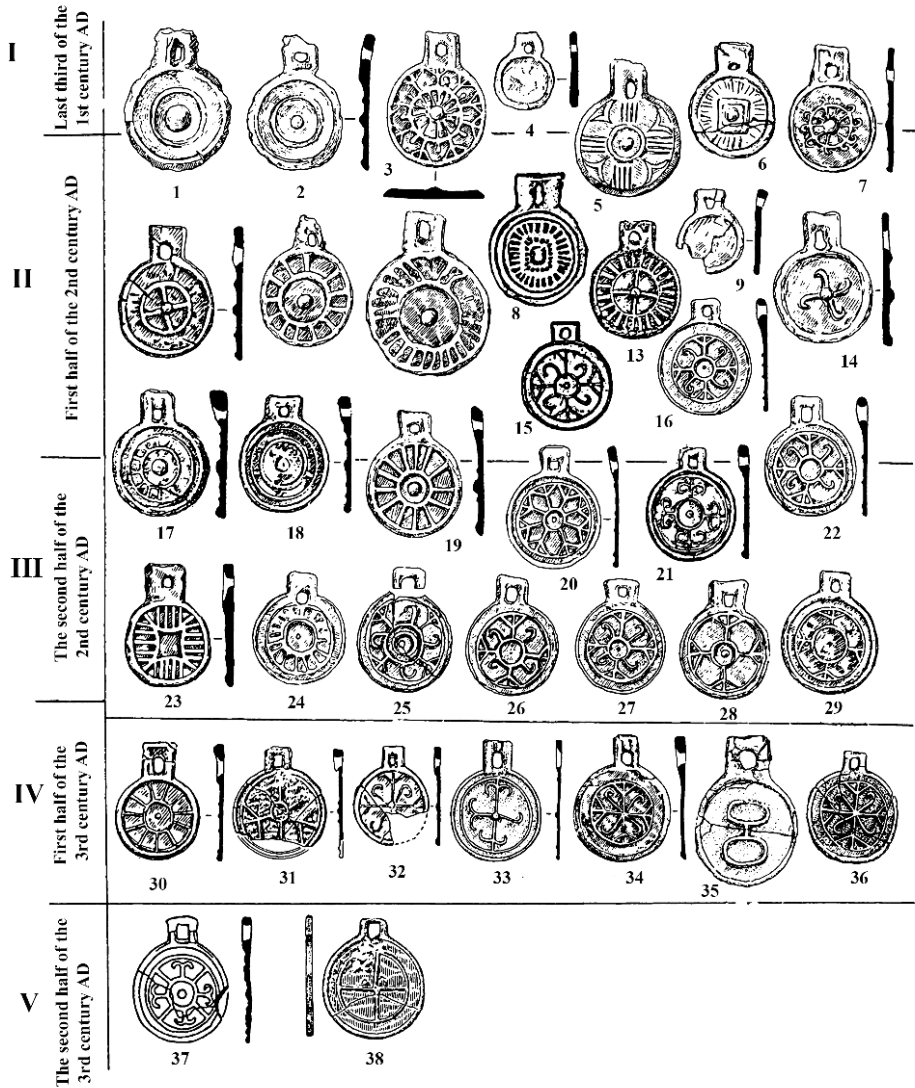 I
Last third of the
1st century AD
1
2
3
4
5
6
7
II
First half of the 2nd century AD
8
9
13
14
15
16
17
18
19
20
21
22
III
The second half of the
2nd century AD
23
24
25
26
27
28
29
IV
First half of the
3rd century AD
30
31
32
33
34
35
36
V
The second half of the
3rd century AD
37
38